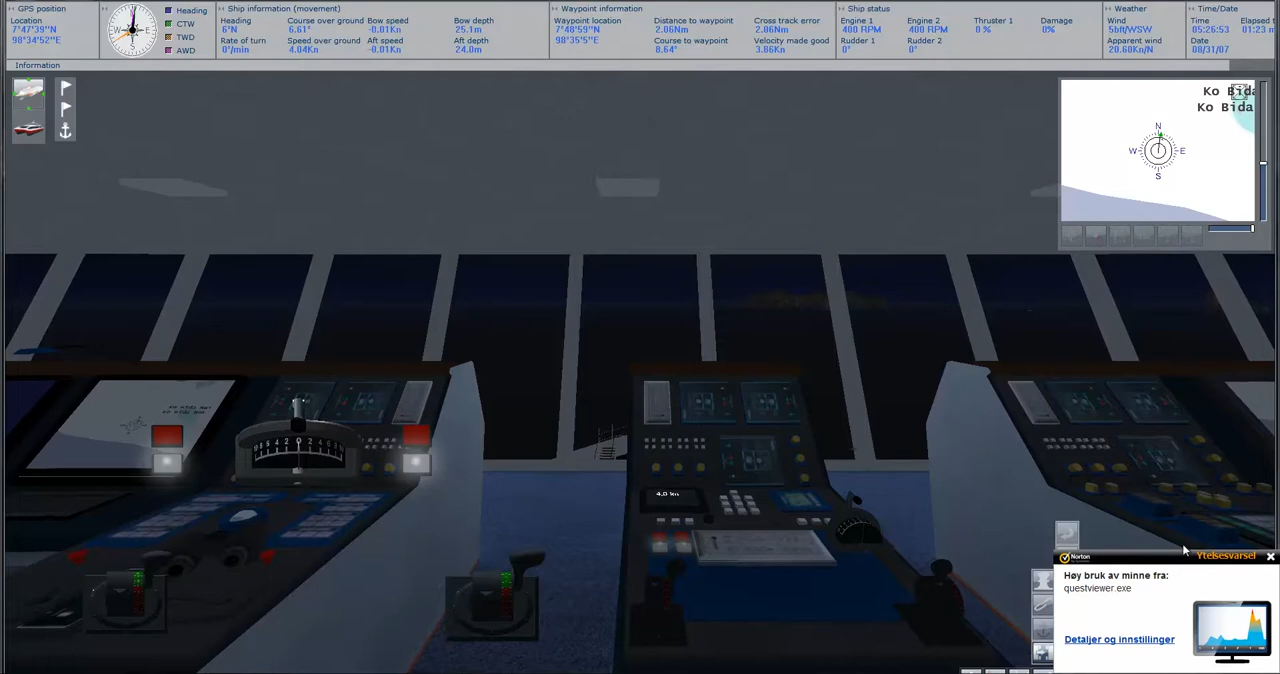 GPS position
Location
7°47'39"N
98°34'52"E
N
W
E
S
Heading
CTW
TWD
AWD
Ship information (movement)
Heading Course over ground Bow speed Bow depth
6°N 6.61° -0.01Kn 25.1m
Rate of turn Speed over ground Aft speed Aft depth
0°/min 4.04Kn -0.01Kn 24.0m
Waypoint information
Waypoint location Distance to waypoint Cross track error
7°48'59"N 2.06Nm 2.06Nm
98°35'5"E Course to waypoint Velocity made good
8.64° 3.86Kn
Ship status
Engine 1 Engine 2 Thruster 1 Damage
400 RPM 400 RPM 0 % 0%
Rudder 1 Rudder 2
0° 0°
Weather
Wind
5bft/WSW
Apparent wind
20.60Kn/N
Time/Date
Time Elapsed t
05:26:53 01:23 m
Date
08/31/07
Information
Ko Bida
Ko Bida
N
W E
S
4.0 kn
Norton
Ytelsesvarsel
Høy bruk av minne fra:
questviewer.exe
Detaljer og innstillinger